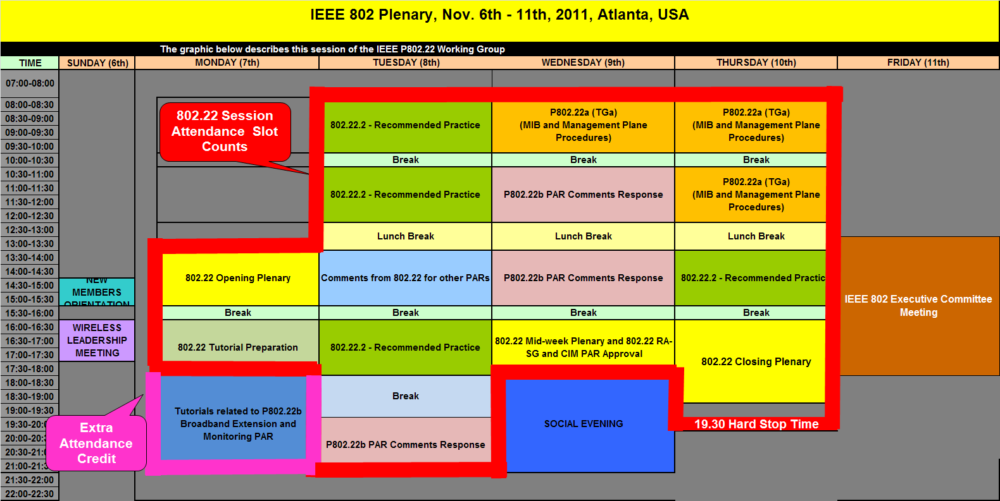 IEEE 802 Plenary, Nov. 6th - 11th, 2011, Atlanta, USA
The graphic below describes this session of the IEEE P802.22 Working Group
TIME
SUNDAY (6th)
MONDAY (7th)
TUESDAY (8th)
WEDNESDAY (9th)
THURSDAY (10th)
FRIDAY (11th)
07:00-08:00
08:00-08:30
08:30-09:00
09:00-09:30
09:30-10:00
10:00-10:30
10:30-11:00
11:00-11:30
11:30-12:00
12:00-12:30
12:30-13:00
13:00-13:30
13:30-14:00
14:00-14:30
14:30-15:00
15:00-15:30
15:30-16:00
16:00-16:30
16:30-17:00
17:00-17:30
17:30-18:00
18:00-18:30
18:30-19:00
19:00-19:30
19:30-20:0
20:00-20:3
20:30-21:0
21:00-21:3
21:30-22:00
22:00-22:30
NEW
MEMBERS
ORIENTATION
WIRELESS
LEADERSHIP
MEETING
802.22 Session
Attendance Slot
Counts
802.22 Opening Plenary
Break
802.22 Tutorial Preparation
Tutorials related to P802.22b
Broadband Extension and
Monitoring PAR
Extra
Attendance
Credit
802.22.2 - Recommended Practice
Break
802.22.2 - Recommended Practice
Lunch Break
Comments from 802.22 for other PARs
Break
802.22.2 - Recommended Practice
Break
P802.22b PAR Comments Response
P802.22a (TGa)
(MIB and Management Plane
Procedures)
Break
P802.22b PAR Comments Response
Lunch Break
P802.22b PAR Comments Response
Break
802.22 Mid-week Plenary and 802.22 RA-
SG and CIM PAR Approval
SOCIAL EVENING
P802.22a (TGa)
(MIB and Management Plane
Procedures)
Break
P802.22a (TGa)
(MIB and Management Plane
Procedures)
Lunch Break
802.22.2 - Recommended Practic
Break
802.22 Closing Plenary
19.30 Hard Stop Time
IEEE 802 Executive Committee
Meeting